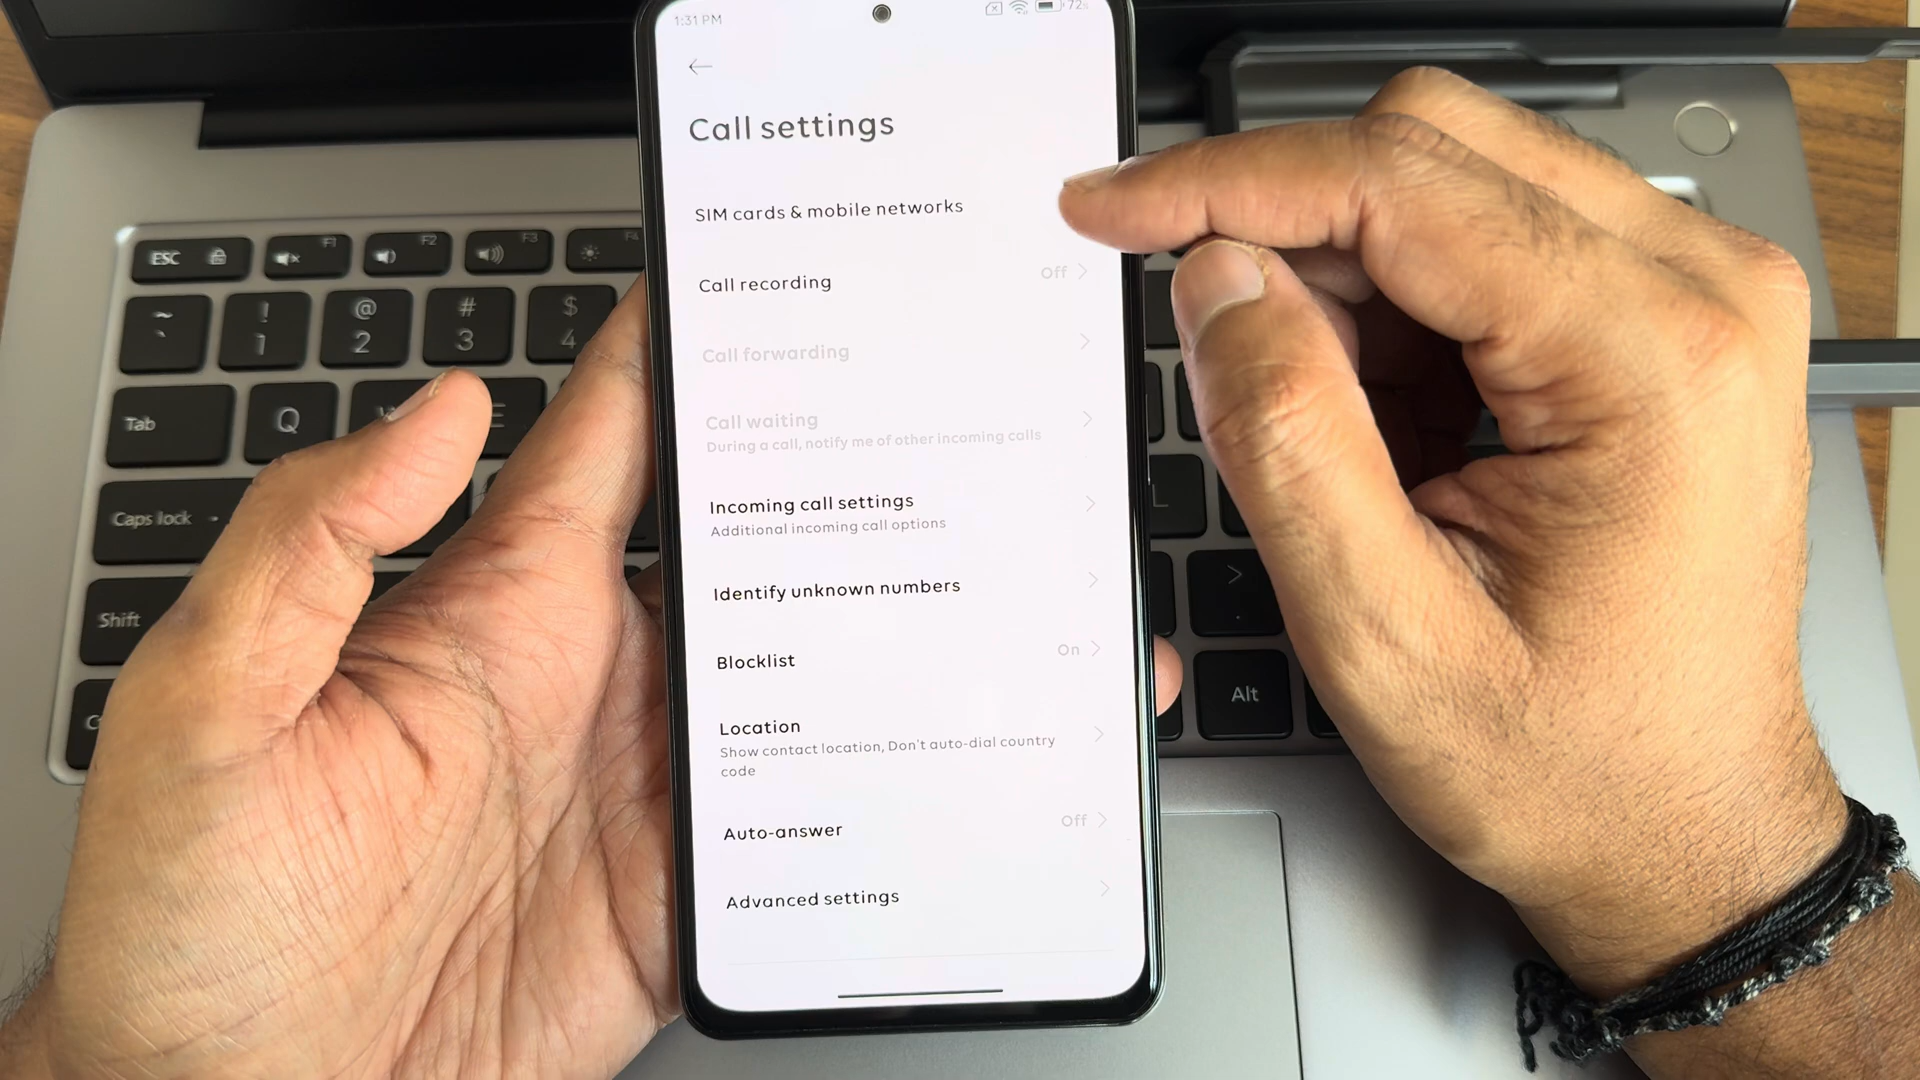 1:31 PM
72%
Call settings
SIM cards & mobile networks
Call recording
Off
Call forwarding
Call waiting
During a call, notify me of other incoming calls
Incoming call settings
Additional incoming call options
Identify unknown numbers
Blocklist
On
Location
Show contact location, Don't auto-dial country
code
Auto-answer
Off
Advanced settings
ESC
F1
F2
F3
F4
~
`
!
1
@
2
#
3
$
4
Tab
Q
W
E
Caps lock
L
Shift
>
.
Alt